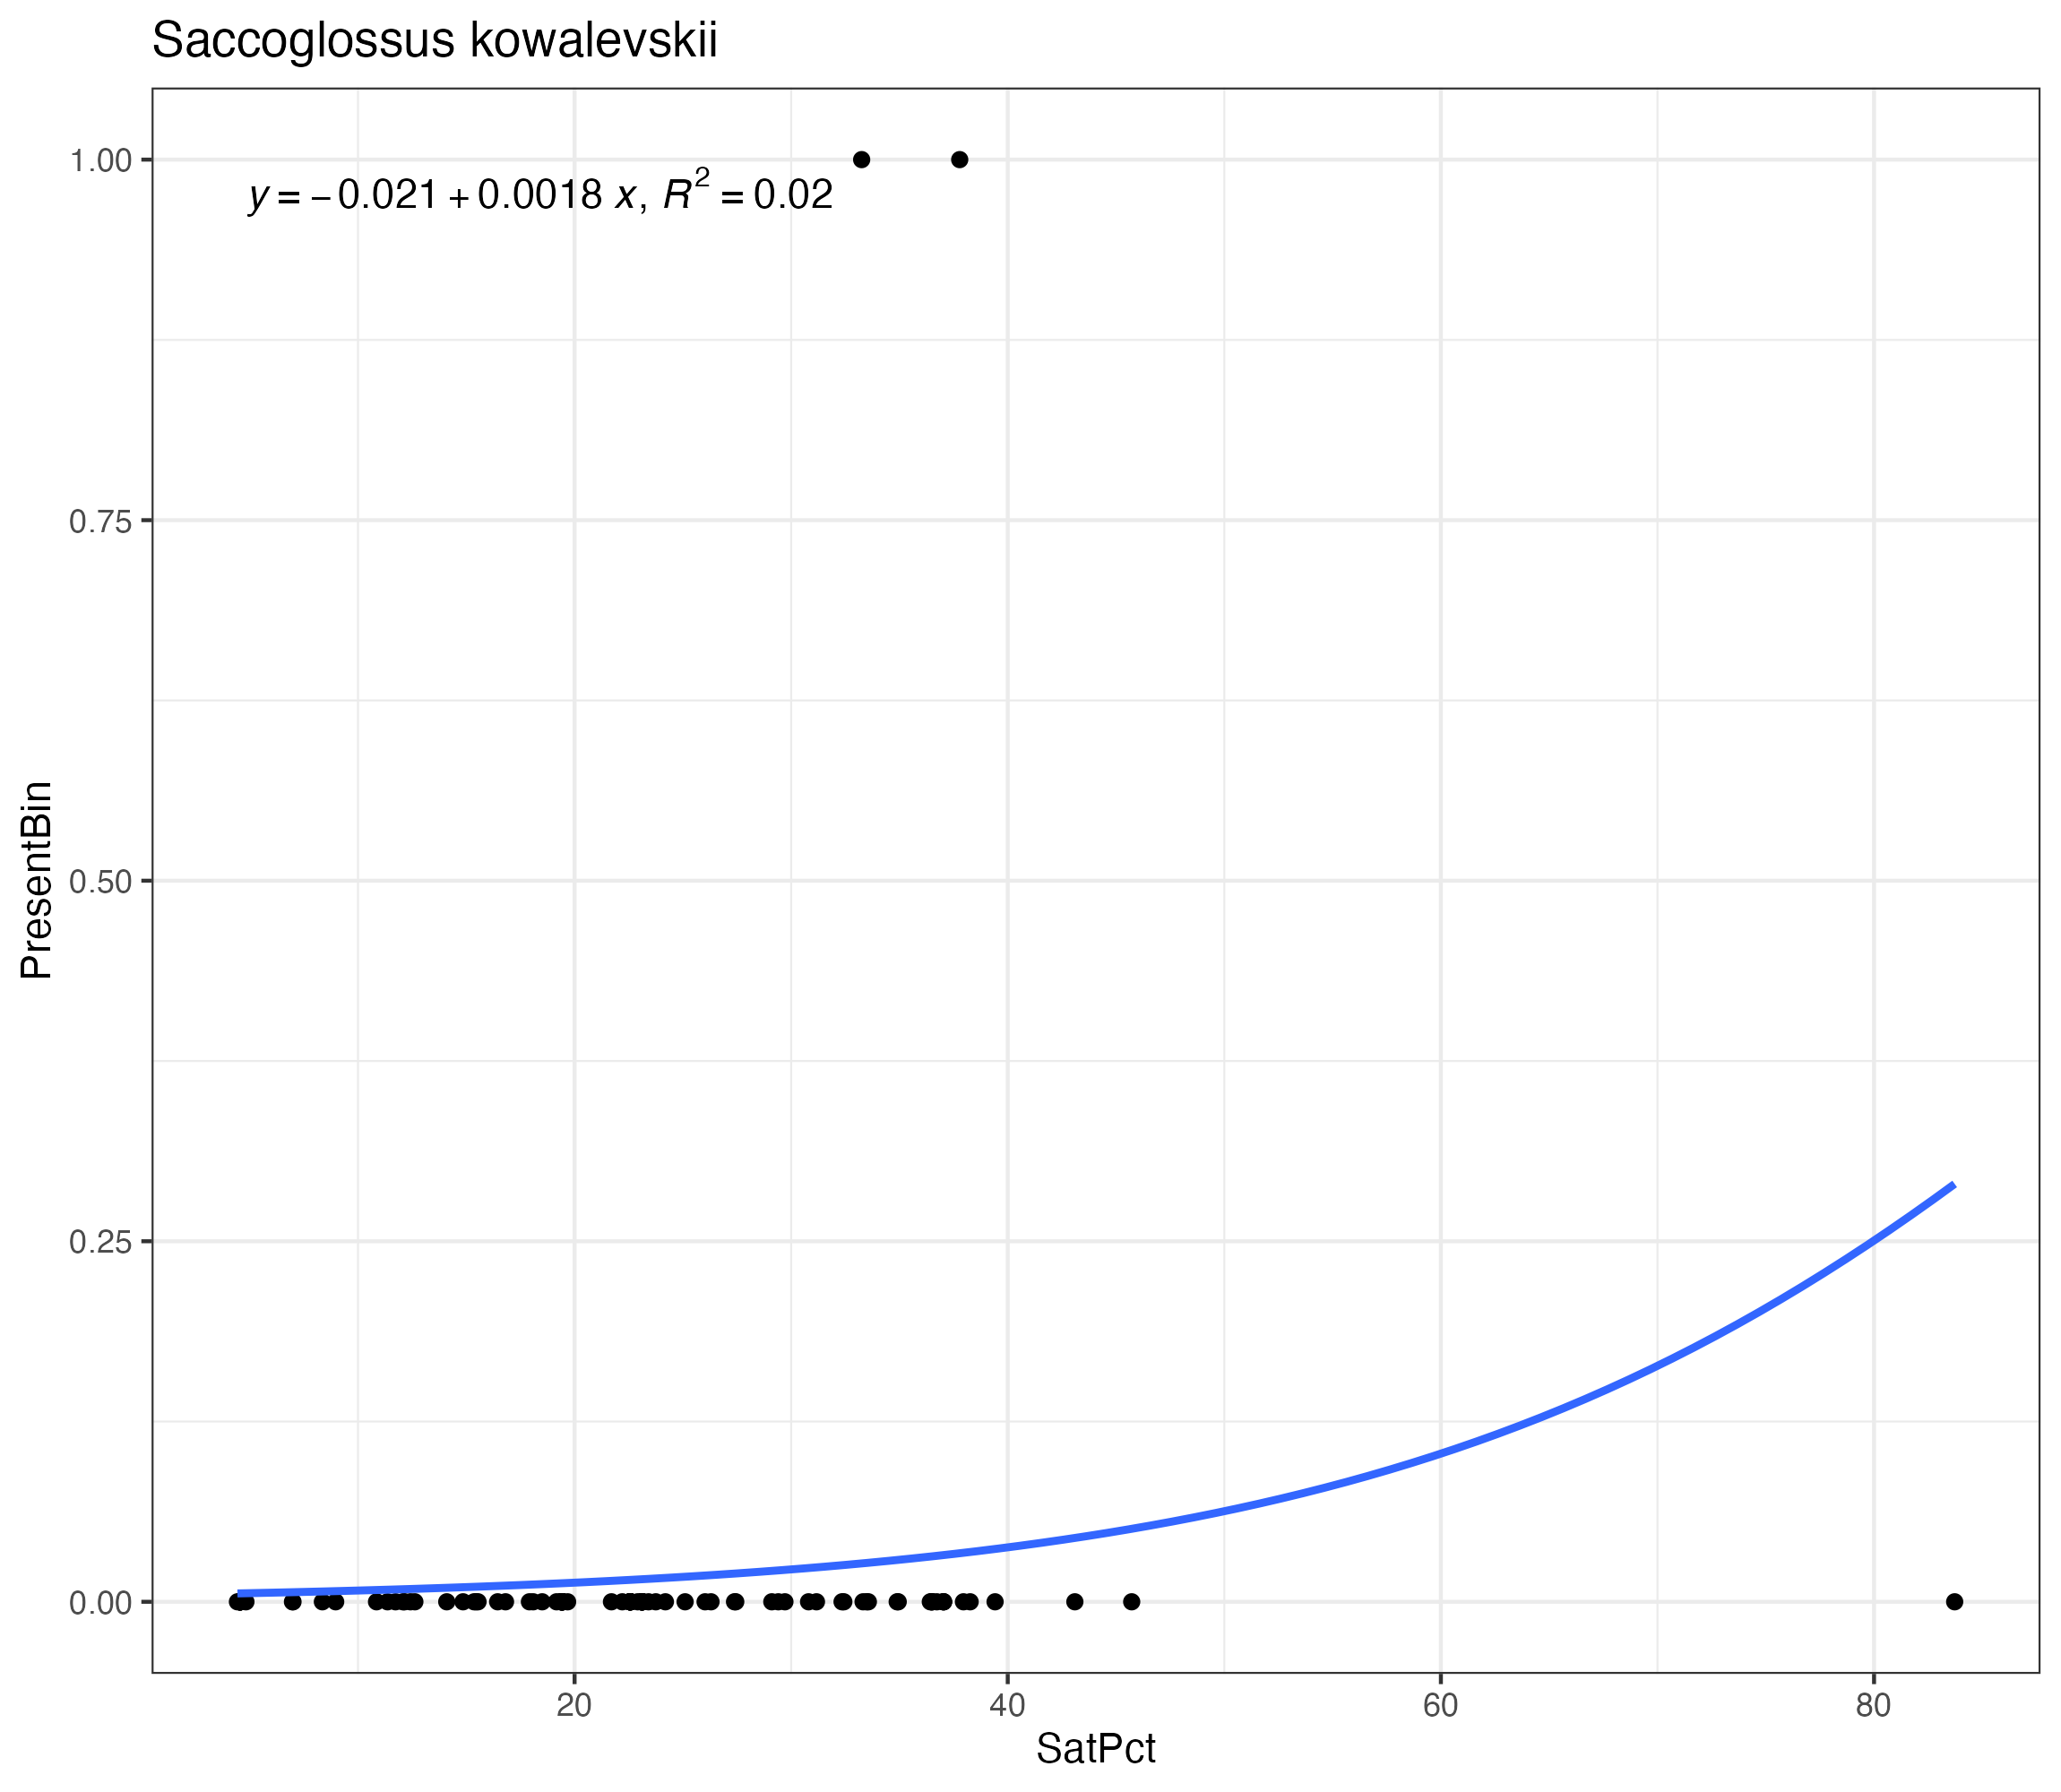 Saccoglossus kowalevskii
1.00
y = −0.021 + 0.0018 x, R² = 0.02
0.75
0.50
0.25
0.00
PresentBin
20 40 60 80
SatPct